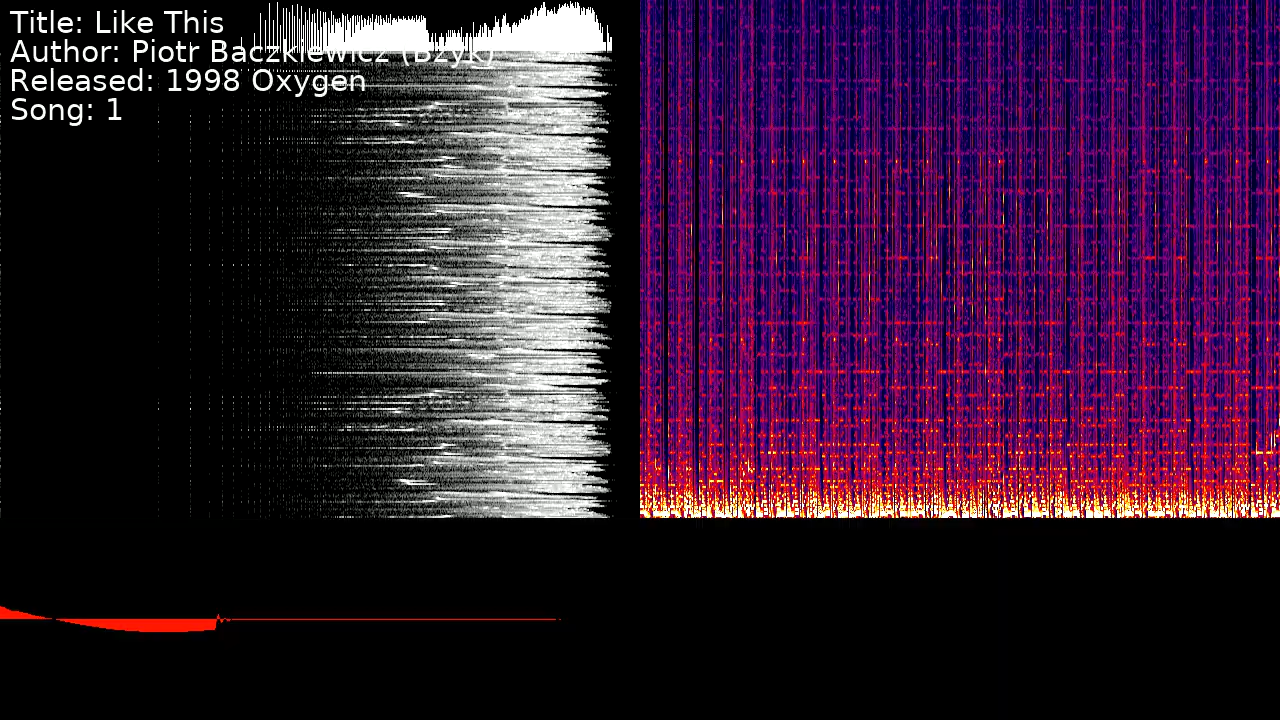 Title: Like This
Author: Piotr Baczkiewicz (Bzyk)
Released: 1998 Oxygen
Song: 1